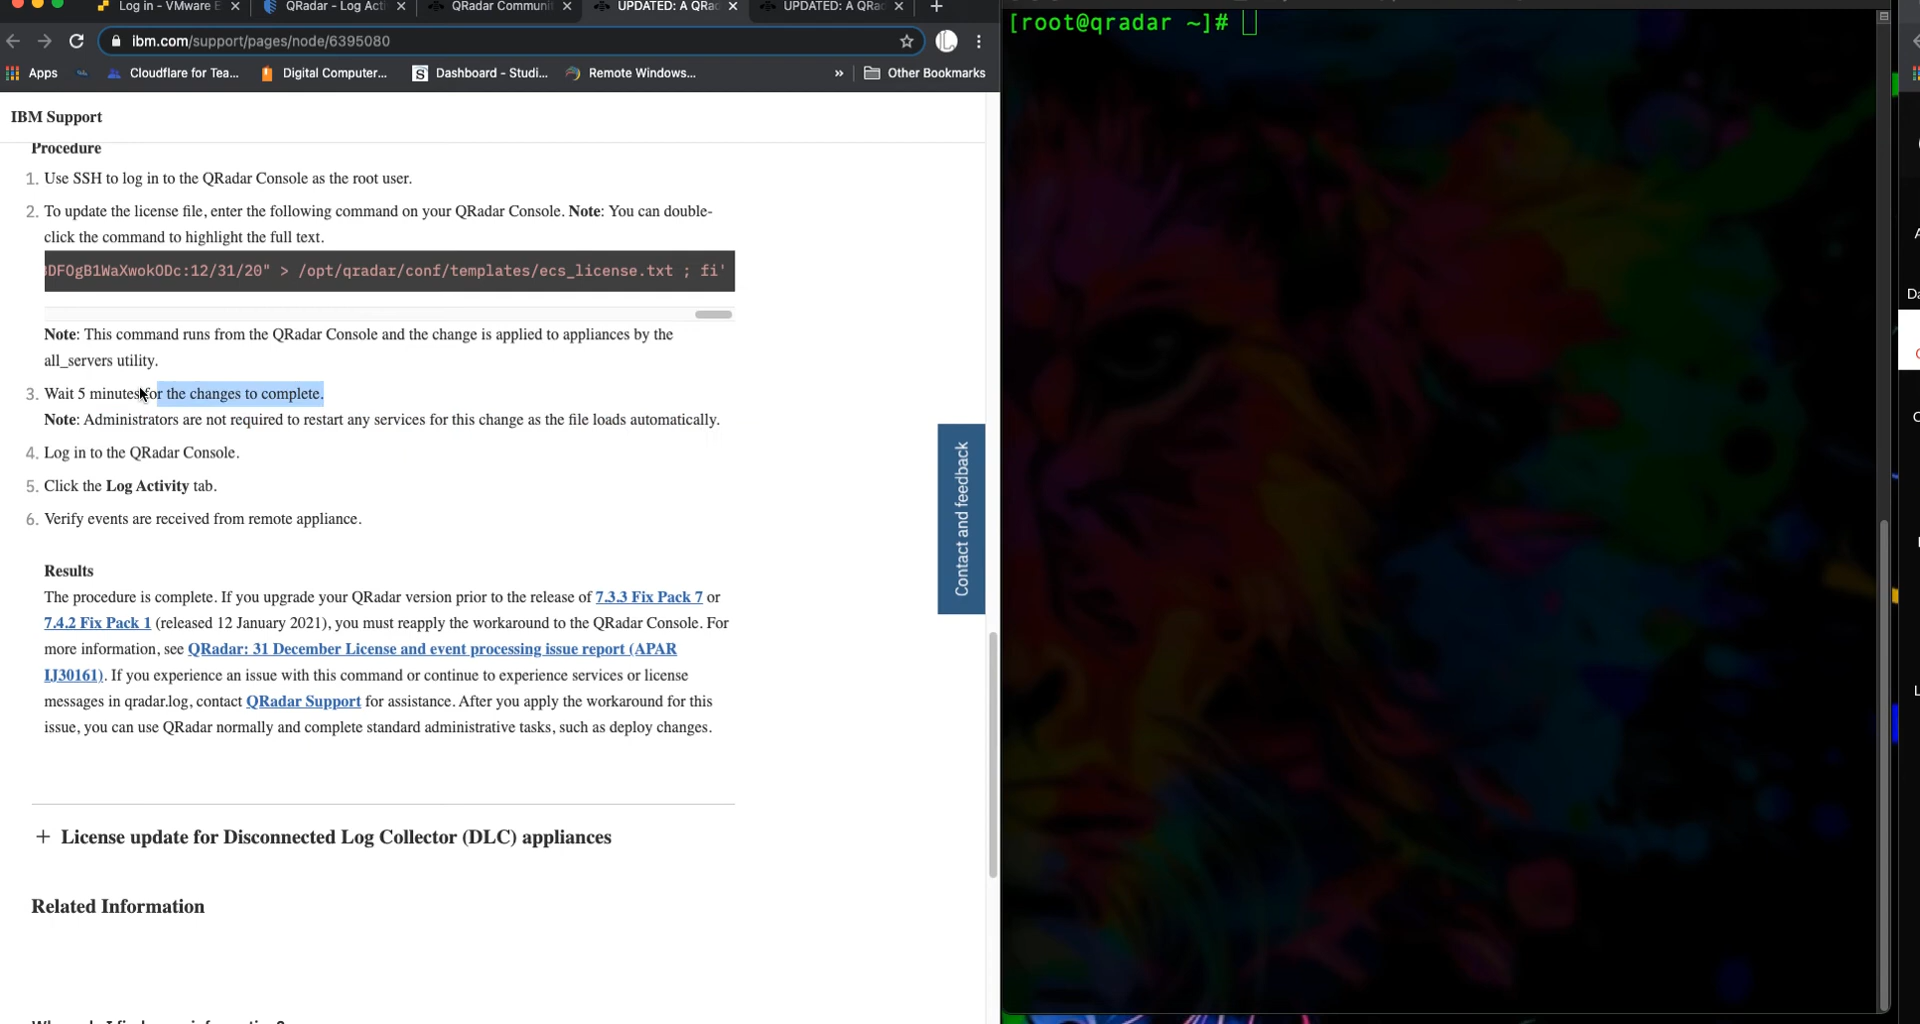 Log in - VMware E
QRadar - Log Acti
QRadar Communi
UPDATED: A QRad
UPDATED: A QRad
ibm.com/support/pages/node/6395080
Apps
Cloudflare for Tea...
Digital Computer...
Dashboard - Studi...
Remote Windows...
»
Other Bookmarks
IBM Support
Procedure
1. Use SSH to log in to the QRadar Console as the root user.
2. To update the license file, enter the following command on your QRadar Console. Note: You can double-
click the command to highlight the full text.
DFOgB1WaXwokODc:12/31/20" > /opt/qradar/conf/templates/ecs_license.txt ; fi'
Note: This command runs from the QRadar Console and the change is applied to appliances by the
all_servers utility.
3. Wait 5 minutes for the changes to complete.
Note: Administrators are not required to restart any services for this change as the file loads automatically.
4. Log in to the QRadar Console.
5. Click the Log Activity tab.
6. Verify events are received from remote appliance.
Results
The procedure is complete. If you upgrade your QRadar version prior to the release of 7.3.3 Fix Pack 7 or
7.4.2 Fix Pack 1 (released 12 January 2021), you must reapply the workaround to the QRadar Console. For
more information, see QRadar: 31 December License and event processing issue report (APAR
IJ30161). If you experience an issue with this command or continue to experience services or license
messages in qradar.log, contact QRadar Support for assistance. After you apply the workaround for this
issue, you can use QRadar normally and complete standard administrative tasks, such as deploy changes.
+ License update for Disconnected Log Collector (DLC) appliances
Related Information
Contact and feedback
[root@qradar ~]#
Da